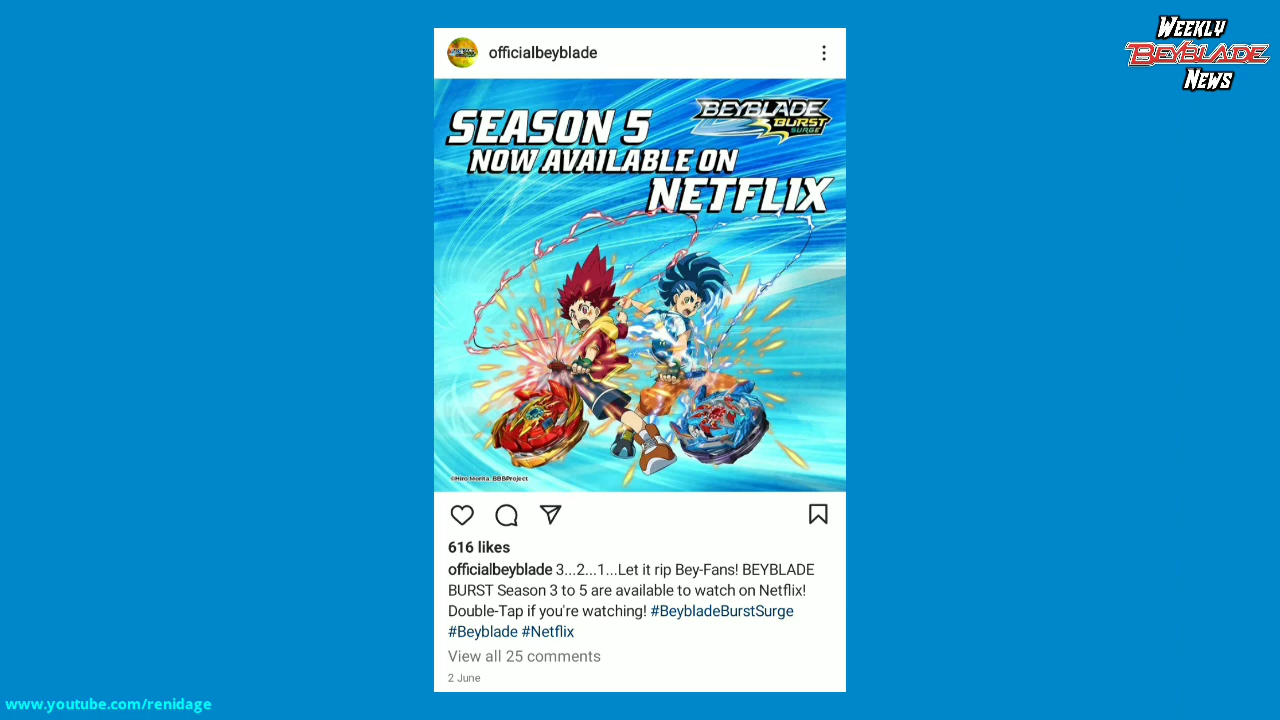 WEEKLY
BEYBLADE
NEWS
officialbeyblade
BEYBLADE
BURST
SURGE
SEASON 5
NOW AVAILABLE ON
NETFLIX
©Hiro Morita, BBBProject
616 likes
officialbeyblade 3...2...1...Let it rip Bey-Fans! BEYBLADE
BURST Season 3 to 5 are available to watch on Netflix!
Double-Tap if you're watching! #BeybladeBurstSurge
#Beyblade #Netflix
View all 25 comments
2 June
www.youtube.com/renidage